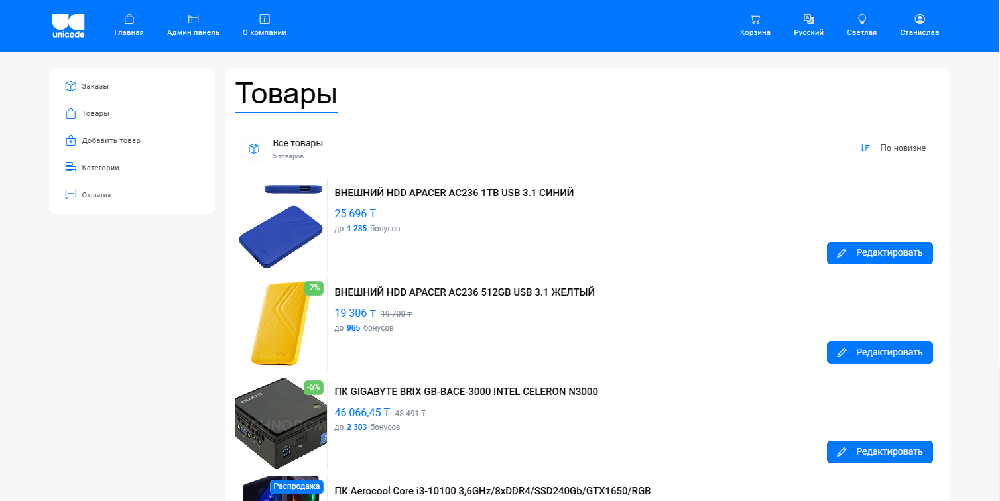 unicode
Главная
Админ панель
О компании
Корзина
Русский
Светлая
Станислав
Заказы
Товары
Добавить товар
Категории
Отзывы
Товары
Все товары
5 товаров
По новизне
ВНЕШНИЙ HDD APACER AC236 1TB USB 3.1 СИНИЙ
25 696 ₸
до 1 285 бонусов
Редактировать
-2%
ВНЕШНИЙ HDD APACER AC236 512GB USB 3.1 ЖЕЛТЫЙ
19 306 ₸ 19 700 ₸
до 965 бонусов
Редактировать
-5%
GIGABYTE
TECHNODOM
ПК GIGABYTE BRIX GB-BACE-3000 INTEL CELERON N3000
46 066,45 ₸ 48 491 ₸
до 2 303 бонусов
Редактировать
Распродажа
ПК Aerocool Core i3-10100 3,6GHz/8xDDR4/SSD240Gb/GTX1650/RGB